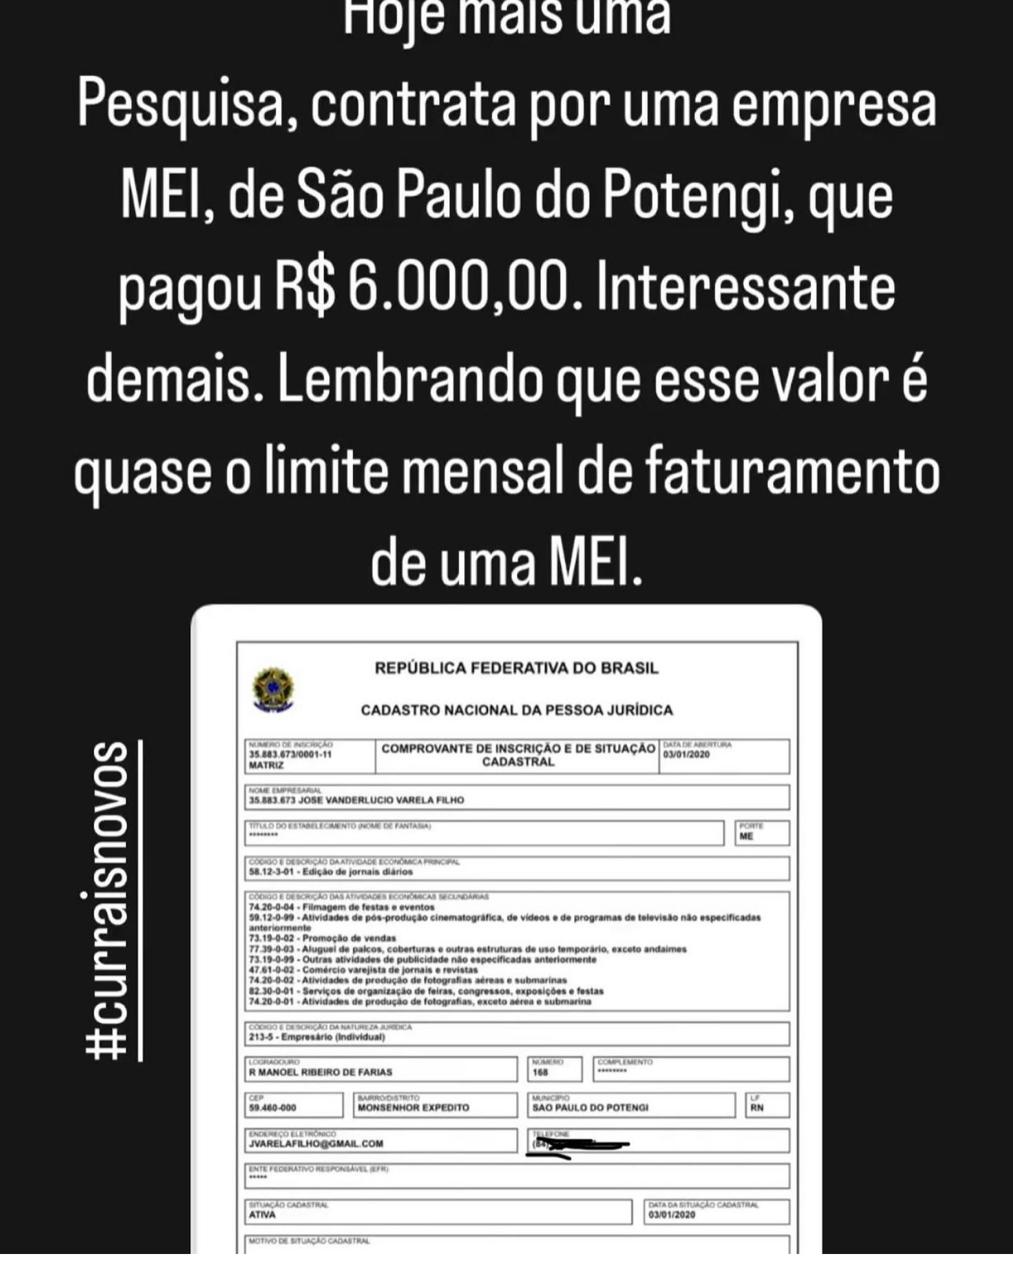 Hoje mais uma
Pesquisa, contrata por uma empresa
MEI, de São Paulo do Potengi, que
pagou R$ 6.000,00. Interessante
demais. Lembrando que esse valor é
quase o limite mensal de faturamento
de uma MEI.
#curraisnovos
REPÚBLICA FEDERATIVA DO BRASIL
CADASTRO NACIONAL DA PESSOA JURÍDICA
NÚMERO DE INSCRIÇÃO
35.883.673/0001-11
MATRIZ
COMPROVANTE DE INSCRIÇÃO E DE SITUAÇÃO
CADASTRAL
DATA DE ABERTURA
03/01/2020
NOME EMPRESARIAL
35.883.673 JOSE VANDERLUCIO VARELA FILHO
TÍTULO DO ESTABELECIMENTO (NOME DE FANTASIA)
********
PORTE
ME
CÓDIGO E DESCRIÇÃO DA ATIVIDADE ECONÔMICA PRINCIPAL
58.12-3-01 - Edição de jornais diários
CÓDIGO E DESCRIÇÃO DAS ATIVIDADES ECONÔMICAS SECUNDÁRIAS
74.20-0-04 - Filmagem de festas e eventos
59.12-0-99 - Atividades de pós-produção cinematográfica, de vídeos e de programas de televisão não especificadas
anteriormente
73.19-0-02 - Promoção de vendas
77.39-0-03 - Aluguel de palcos, coberturas e outras estruturas de uso temporário, exceto andaimes
73.19-0-99 - Outras atividades de publicidade não especificadas anteriormente
47.61-0-02 - Comércio varejista de jornais e revistas
74.20-0-02 - Atividades de produção de fotografias aéreas e submarinas
82.30-0-01 - Serviços de organização de feiras, congressos, exposições e festas
74.20-0-01 - Atividades de produção de fotografias, exceto aérea e submarina
CÓDIGO E DESCRIÇÃO DA NATUREZA JURÍDICA
213-5 - Empresário (Individual)
LOGRADOURO
R MANOEL RIBEIRO DE FARIAS
NÚMERO
168
COMPLEMENTO
********
CEP
59.460-000
BAIRRO/DISTRITO
MONSENHOR EXPEDITO
MUNICÍPIO
SAO PAULO DO POTENGI
UF
RN
ENDEREÇO ELETRÔNICO
JVARELAFILHO@GMAIL.COM
TELEFONE
(84)
ENTE FEDERATIVO RESPONSÁVEL (EFR)
*****
SITUAÇÃO CADASTRAL
ATIVA
DATA DA SITUAÇÃO CADASTRAL
03/01/2020
MOTIVO DE SITUAÇÃO CADASTRAL